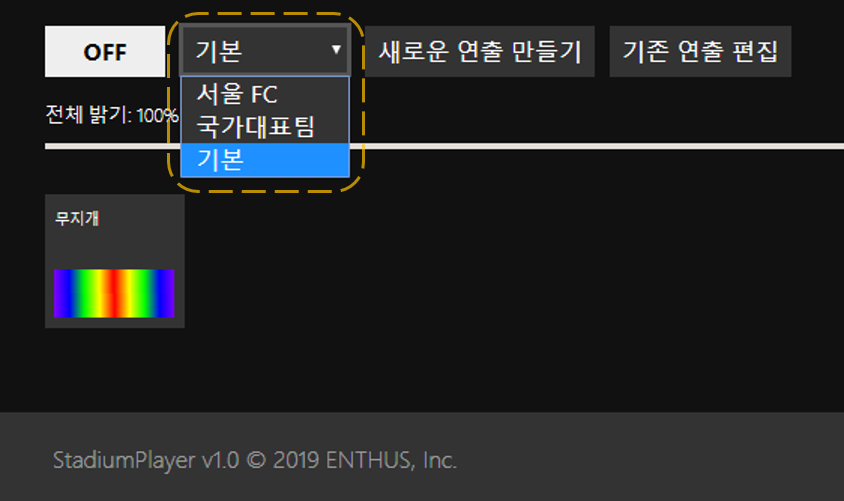 OFF
기본 ▼
새로운 연출 만들기
기존 연출 편집
서울 FC
국가대표팀
기본
전체 밝기: 100%
무지개
StadiumPlayer v1.0 © 2019 ENTHUS, Inc.